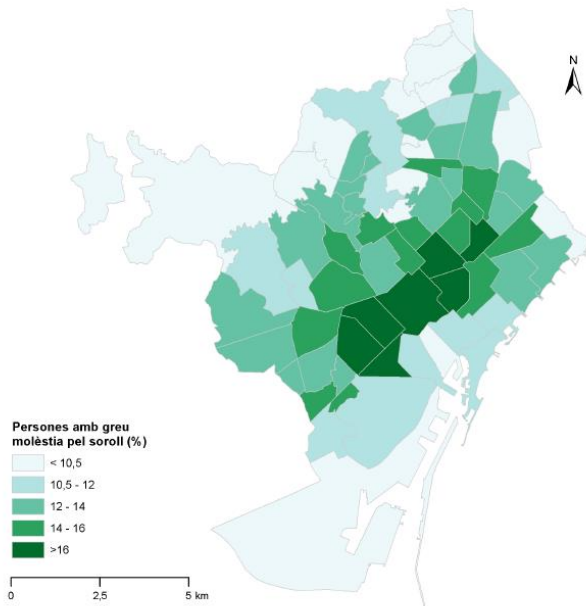 N
Persones amb greu
molèstia pel soroll (%)
< 10,5
10,5 - 12
12 - 14
14 - 16
>16
0 2,5 5 km